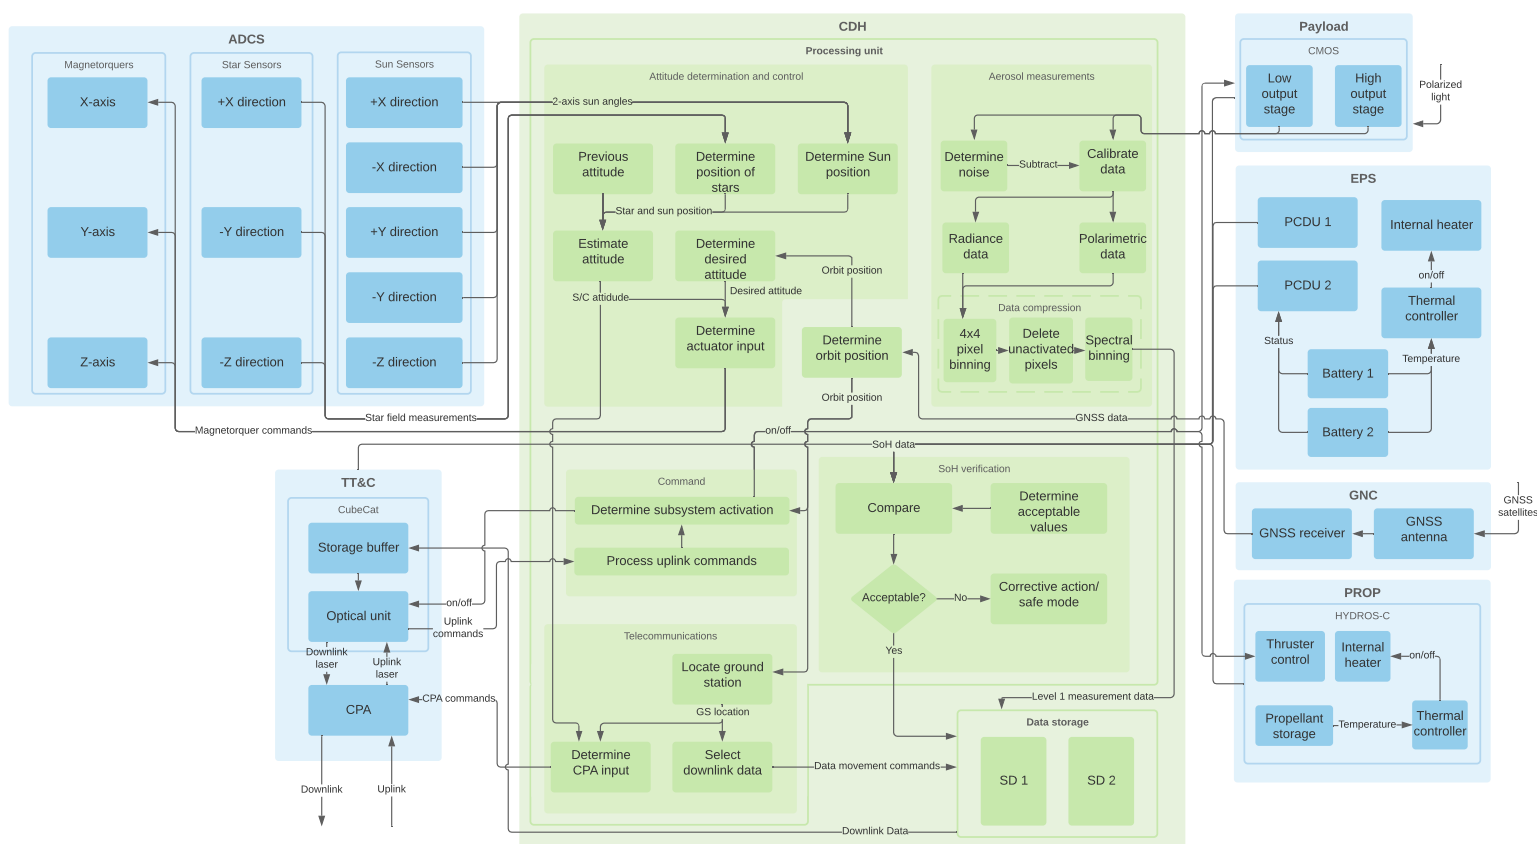 ADCS
Magnetorquers
X-axis
Y-axis
Z-axis
Star Sensors
+X direction
-Y direction
-Z direction
Sun Sensors
+X direction
-X direction
+Y direction
-Y direction
-Z direction
2-axis sun angles
Star field measurements
Magnetorquer commands
CDH
Processing unit
Attitude determination and control
Previous
attitude
Determine
position of
stars
Determine Sun
position
Star and sun position
Estimate
attitude
Determine
desired
attitude
Orbit position
S/C attidude
Desired attitude
Determine
actuator input
Determine
orbit position
Orbit position
Aerosol measurements
Determine
noise
Subtract
Calibrate
data
Radiance
data
Polarimetric
data
Data compression
4x4
pixel
binning
Delete
unactivated
pixels
Spectral
binning
GNSS data
on/off
SoH data
Command
Determine subsystem activation
Process uplink commands
SoH verification
Compare
Determine
acceptable
values
Acceptable?
No
Corrective action/
safe mode
Yes
Telecommunications
Locate ground
station
GS location
Determine
CPA input
Select
downlink data
Data movement commands
Level 1 measurement data
Data storage
SD 1
SD 2
Downlink Data
TT&C
CubeCat
Storage buffer
Optical unit
on/off
Uplink
commands
Downlink
laser
Uplink
laser
CPA
CPA commands
Downlink
Uplink
Payload
CMOS
Low
output
stage
High
output
stage
Polarized
light
EPS
PCDU 1
PCDU 2
Internal heater
on/off
Thermal
controller
Status
Temperature
Battery 1
Battery 2
GNC
GNSS receiver
GNSS
antenna
GNSS
satellites
PROP
HYDROS-C
Thruster
control
Internal
heater
on/off
Propellant
storage
Temperature
Thermal
controller